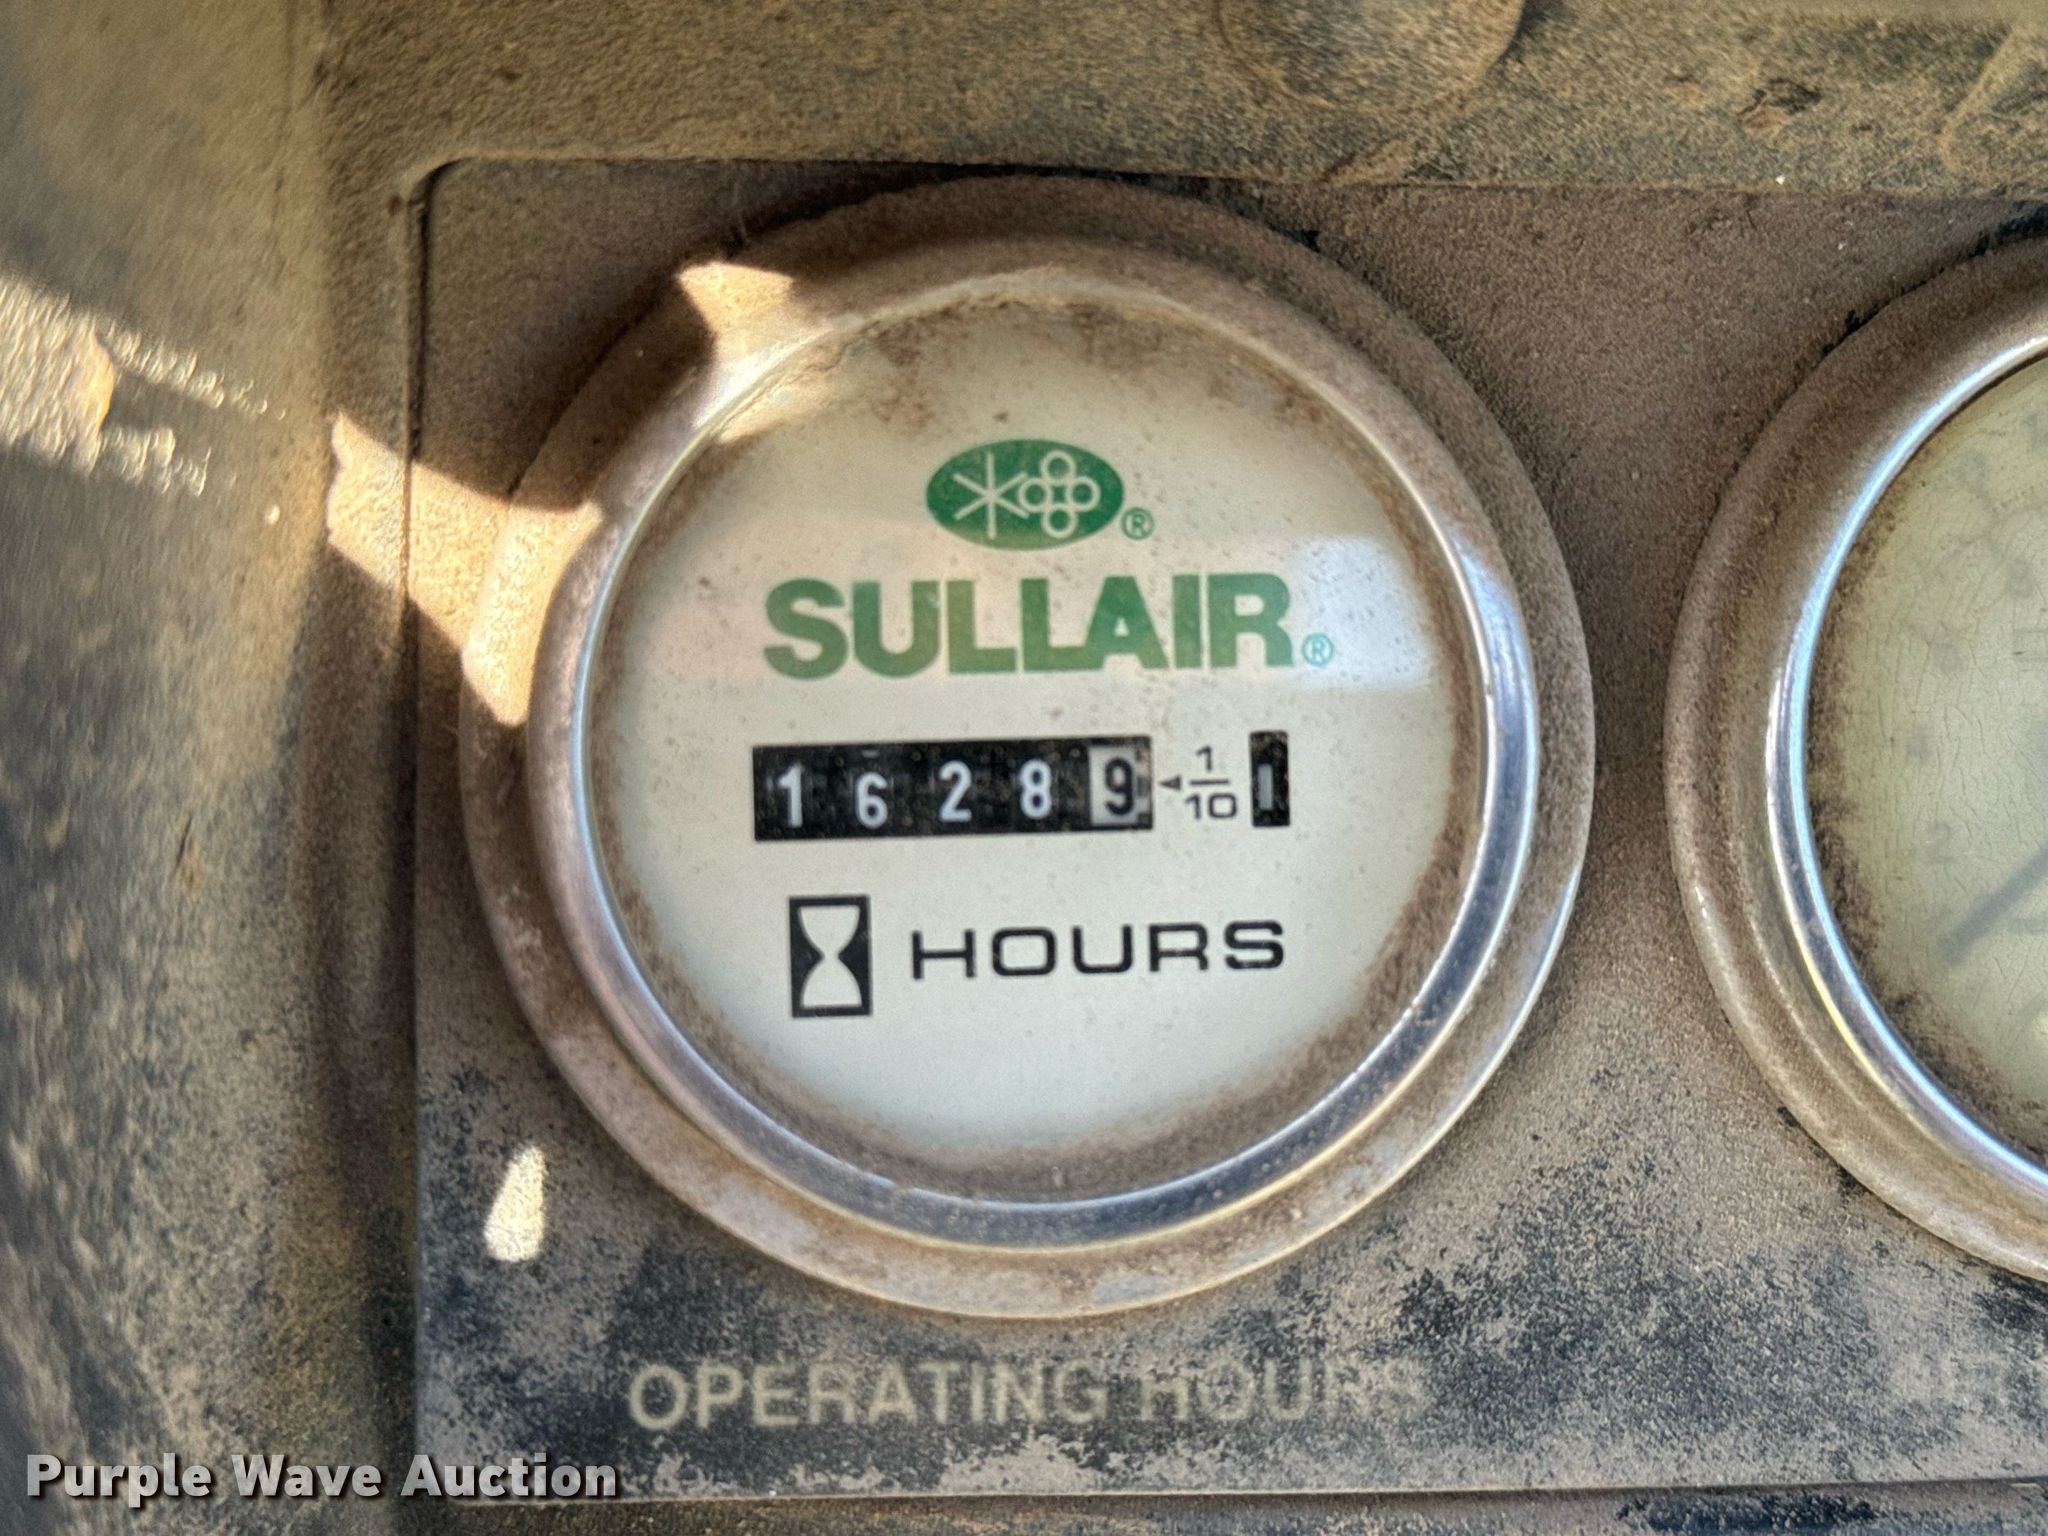 ®
SULLAIR®
16289 ◄ 1/10
HOURS
OPERATING HOURS
Purple Wave Auction